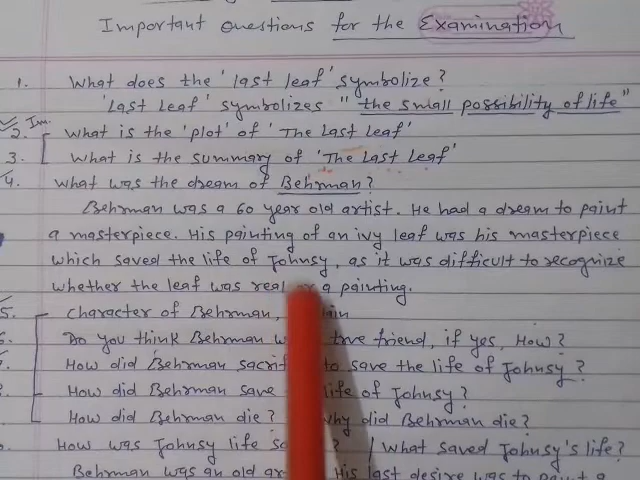 Important Questions for the Examination
1. What does the 'last leaf' symbolize?
'Last Leaf' symbolizes "the small possibility of life"
Im.
2. What is the 'plot' of 'The Last Leaf'
3. What is the summary of 'The Last Leaf'
4. What was the dream of Behrman?
Behrman was a 60 year old artist. He had a dream to paint
a masterpiece. His painting of an ivy leaf was his masterpiece
which saved the life of Johnsy, as it was difficult to recognize
whether the leaf was real or a painting.
5. Character of Behrman,
Do you think Behrman true friend, if yes, How?
How did Behrman to save the life of Johnsy?
How did Behrman save life of Johnsy?
How did Behrman die? did Behrman die?
How was Johnsy life ? / What saved Johnsy's life?
Behrman was an old His last desire was to paint a